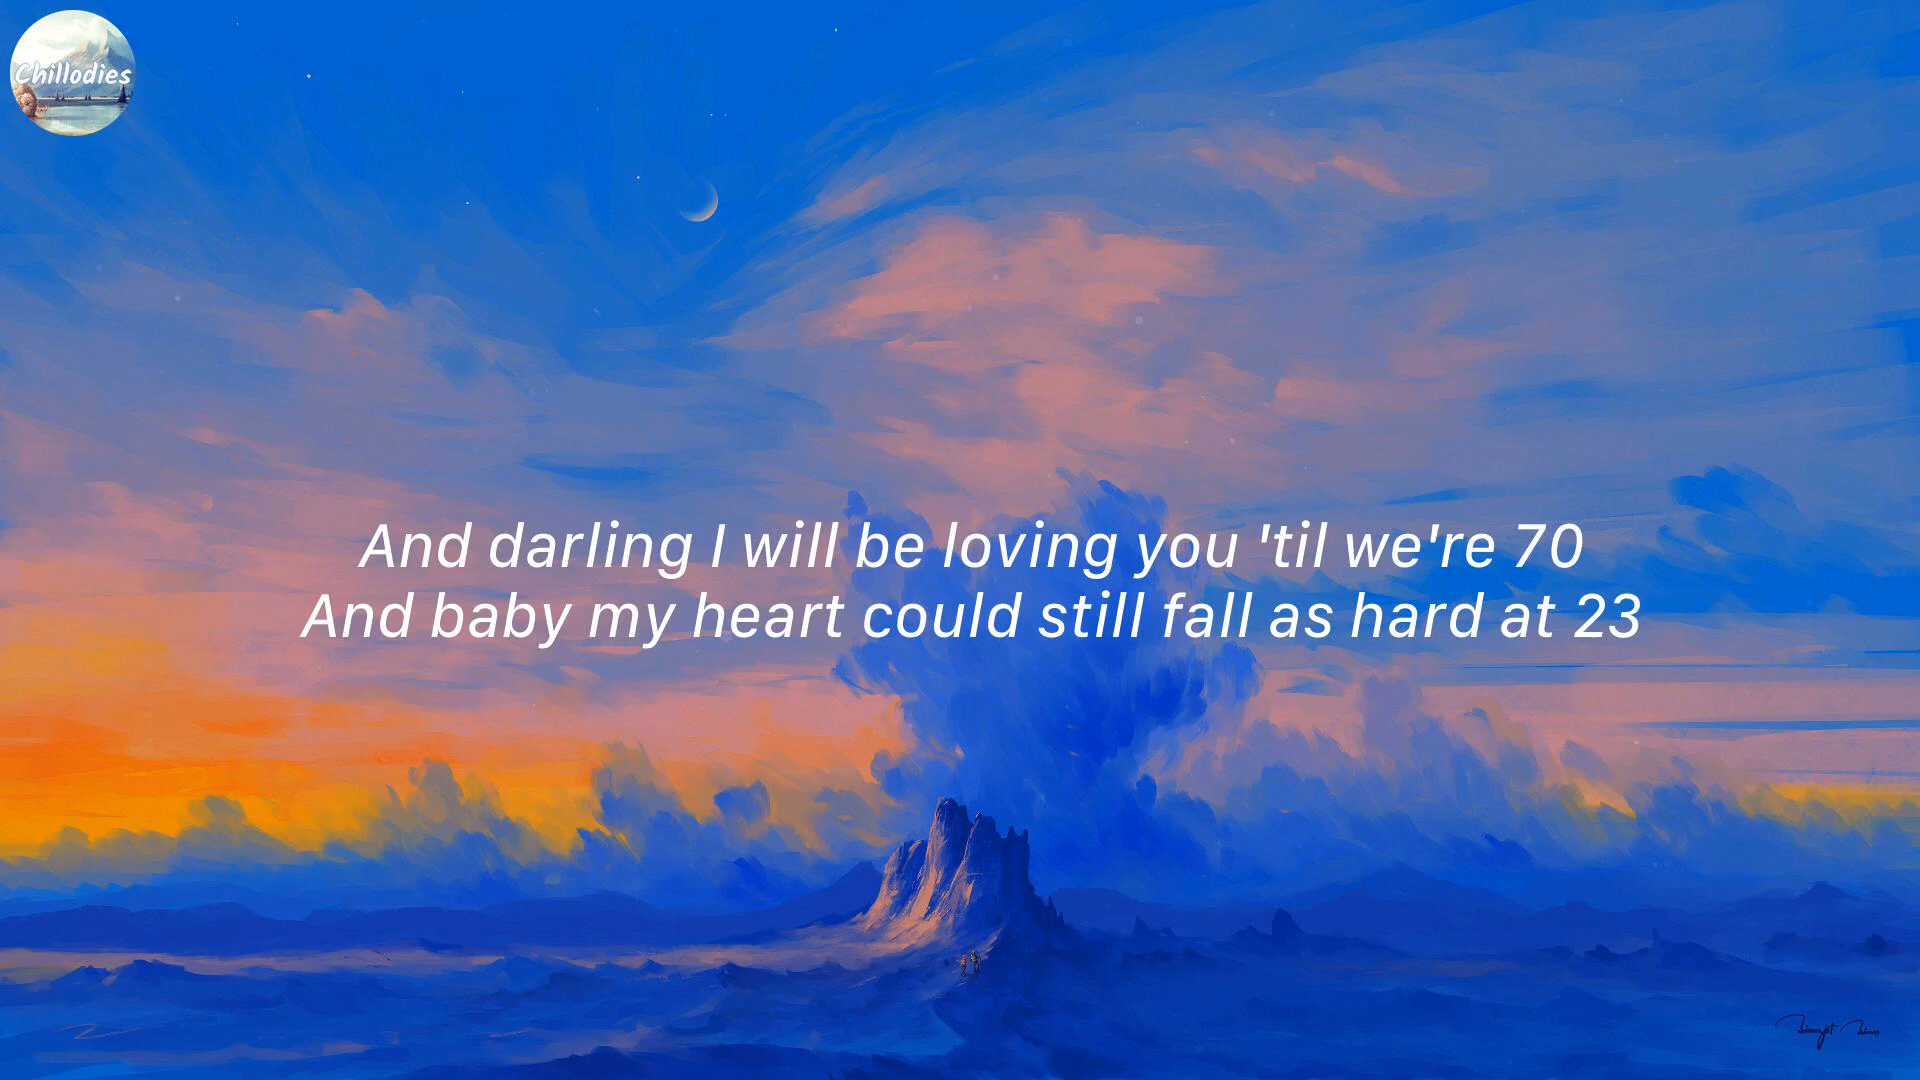 Chillodies
And darling I will be loving you 'til we're 70
And baby my heart could still fall as hard at 23